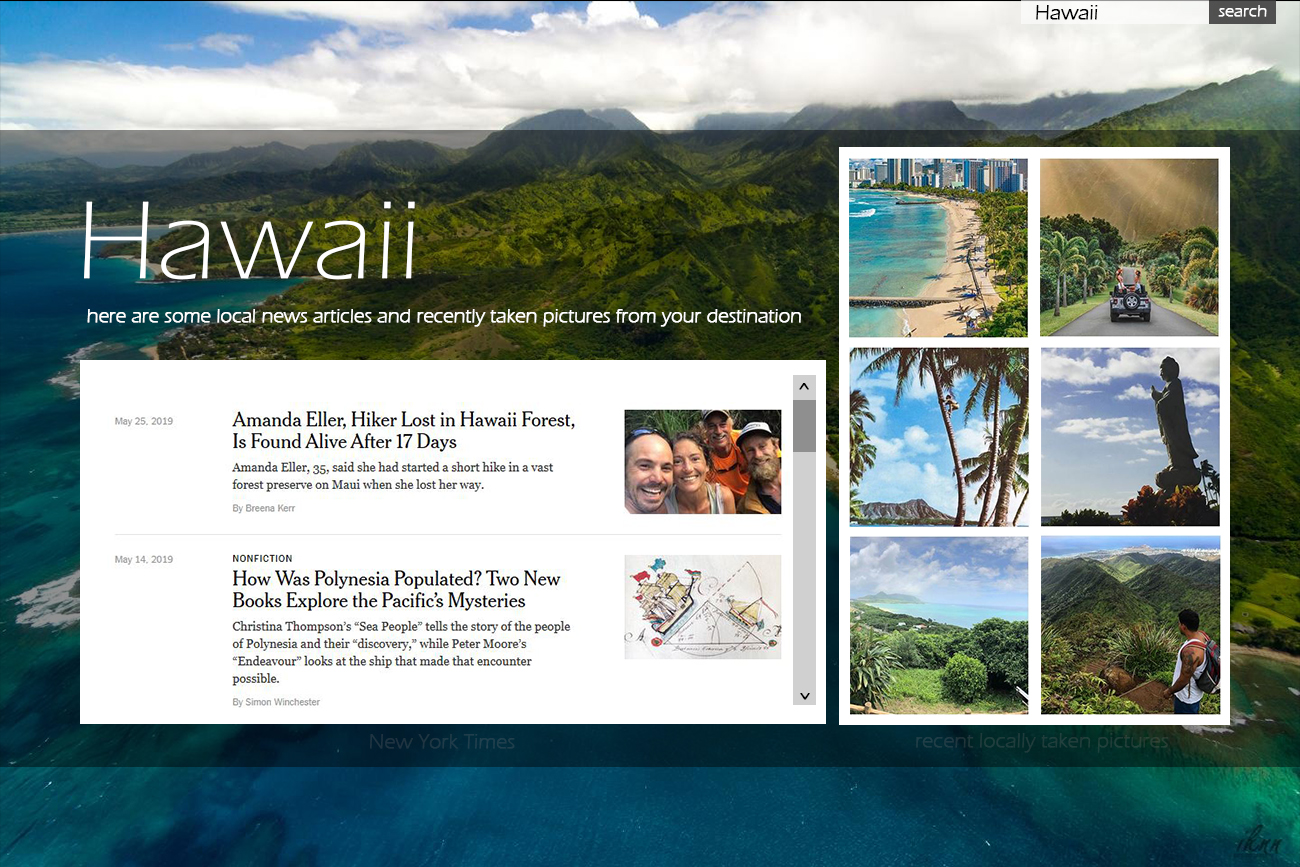 Hawaii
search
Hawaii
here are some local news articles and recently taken pictures from your destination
May 25, 2019
Amanda Eller, Hiker Lost in Hawaii Forest,
Is Found Alive After 17 Days
Amanda Eller, 35, said she had started a short hike in a vast
forest preserve on Maui when she lost her way.
By Breena Kerr
May 14, 2019
NONFICTION
How Was Polynesia Populated? Two New
Books Explore the Pacific’s Mysteries
Christina Thompson’s “Sea People” tells the story of the people
of Polynesia and their “discovery,” while Peter Moore’s
“Endeavour” looks at the ship that made that encounter
possible.
By Simon Winchester
New York Times
recent locally taken pictures